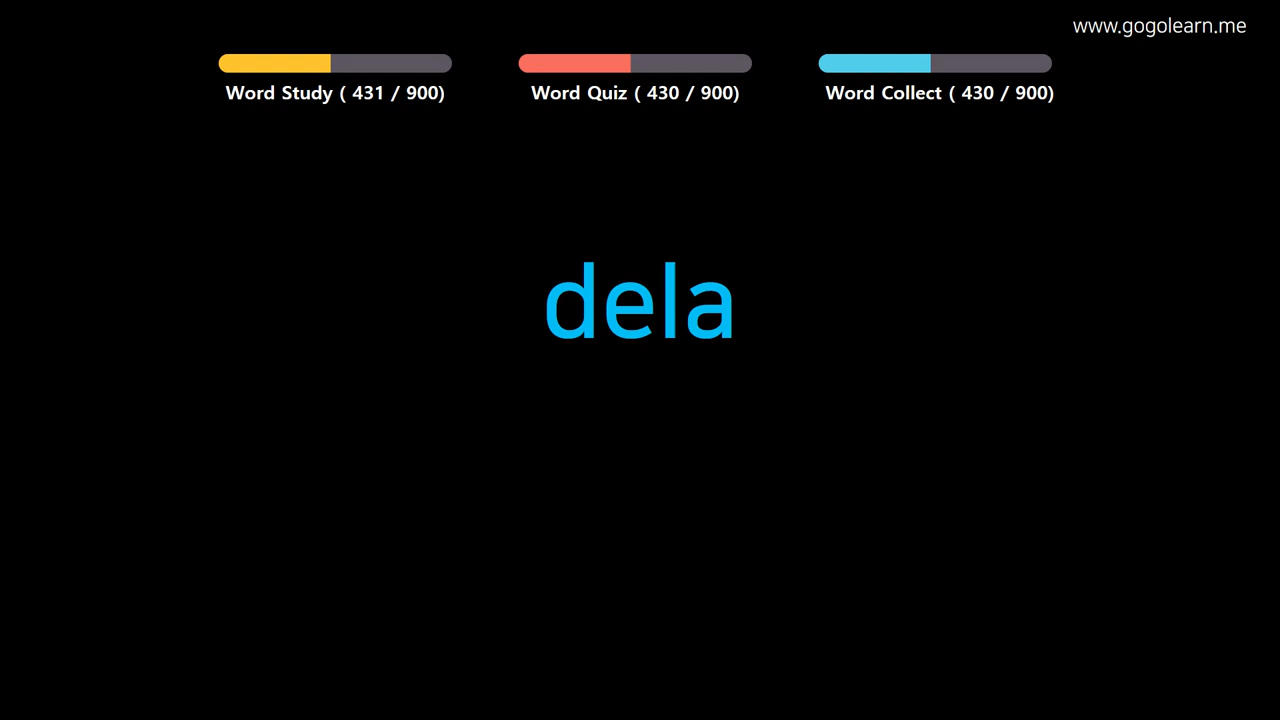 www.gogolearn.me
Word Study ( 431 / 900)
Word Quiz ( 430 / 900)
Word Collect ( 430 / 900)
dela